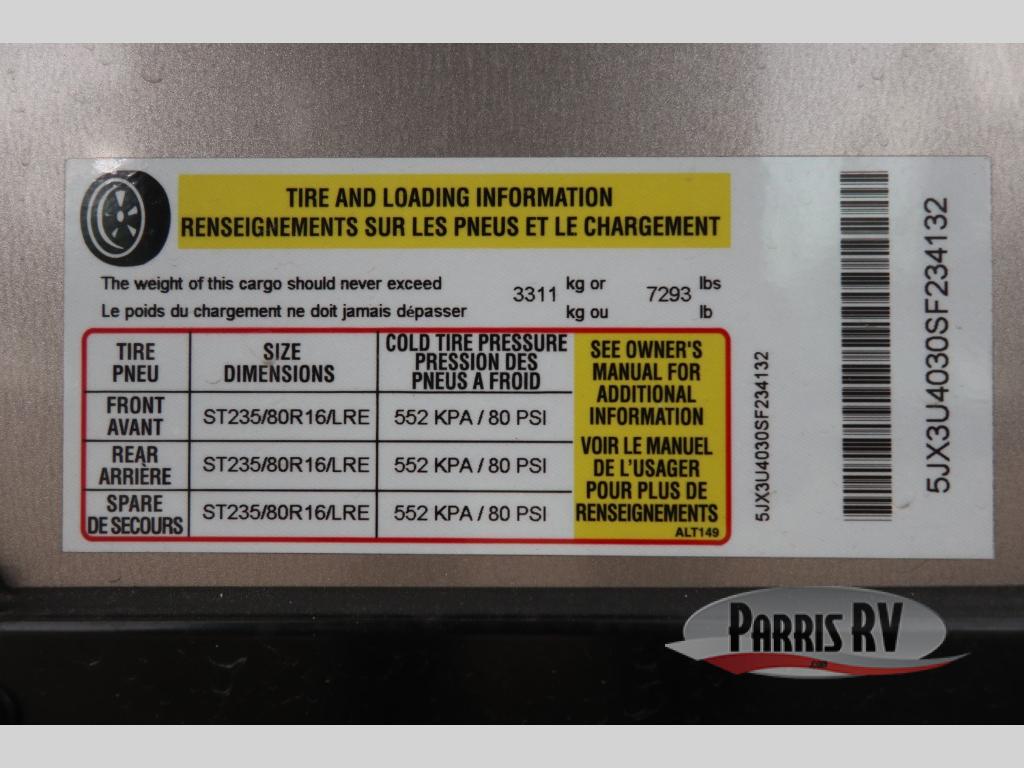 TIRE AND LOADING INFORMATION
RENSEIGNEMENTS SUR LES PNEUS ET LE CHARGEMENT
The weight of this cargo should never exceed 3311 kg or 7293 lbs
Le poids du chargement ne doit jamais dépasser kg ou lb
TIRE PNEU
SIZE DIMENSIONS
COLD TIRE PRESSURE
PRESSION DES
PNEUS A FROID
FRONT AVANT
ST235/80R16/LRE
552 KPA / 80 PSI
REAR ARRIÈRE
ST235/80R16/LRE
552 KPA / 80 PSI
SPARE DE SECOURS
ST235/80R16/LRE
552 KPA / 80 PSI
SEE OWNER'S
MANUAL FOR
ADDITIONAL
INFORMATION
VOIR LE MANUEL
DE L'USAGER
POUR PLUS DE
RENSEIGNEMENTS
ALT149
5JX3U4030SF234132
5JX3U4030SF234132
PARRIS RV
.com